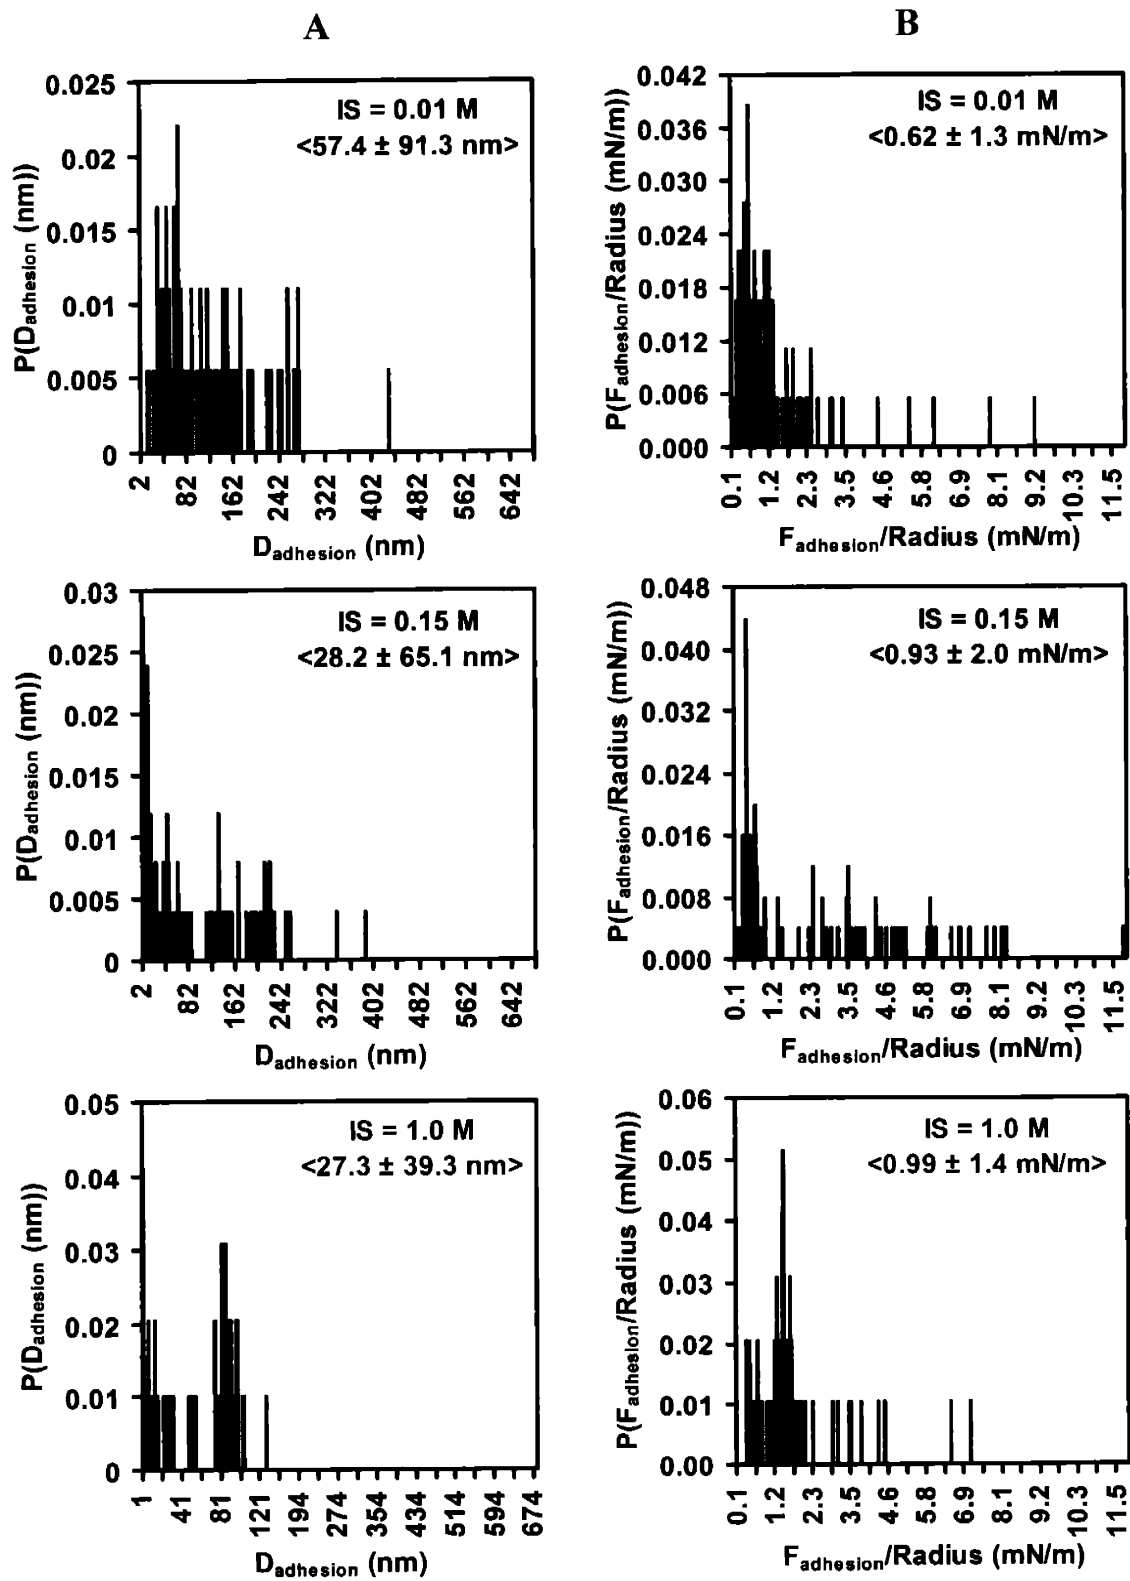 A
B
P(Dadhesion (nm))
0.025
0.02
0.015
0.01
0.005
0
IS = 0.01 M
<57.4 ± 91.3 nm>
2 82 162 242 322 402 482 562 642
Dadhesion (nm)
P(Fadhesion/Radius (mN/m))
0.042
0.036
0.030
0.024
0.018
0.012
0.006
0.000
IS = 0.01 M
<0.62 ± 1.3 mN/m>
0.1 1.2 2.3 3.5 4.6 5.8 6.9 8.1 9.2 10.3 11.5
Fadhesion/Radius (mN/m)
P(Dadhesion (nm))
0.03
0.025
0.02
0.015
0.01
0.005
0
IS = 0.15 M
<28.2 ± 65.1 nm>
2 82 162 242 322 402 482 562 642
Dadhesion (nm)
P(Fadhesion/Radius (mN/m))
0.048
0.040
0.032
0.024
0.016
0.008
0.000
IS = 0.15 M
<0.93 ± 2.0 mN/m>
0.1 1.2 2.3 3.5 4.6 5.8 6.9 8.1 9.2 10.3 11.5
Fadhesion/Radius (mN/m)
P(Dadhesion (nm))
0.05
0.04
0.03
0.02
0.01
0
IS = 1.0 M
<27.3 ± 39.3 nm>
1 41 81 121 194 274 354 434 514 594 674
Dadhesion (nm)
P(Fadhesion/Radius (mN/m))
0.06
0.05
0.04
0.03
0.02
0.01
0.00
IS = 1.0 M
<0.99 ± 1.4 mN/m>
0.1 1.2 2.3 3.5 4.6 5.8 6.9 8.1 9.2 10.3 11.5
Fadhesion/Radius (mN/m)